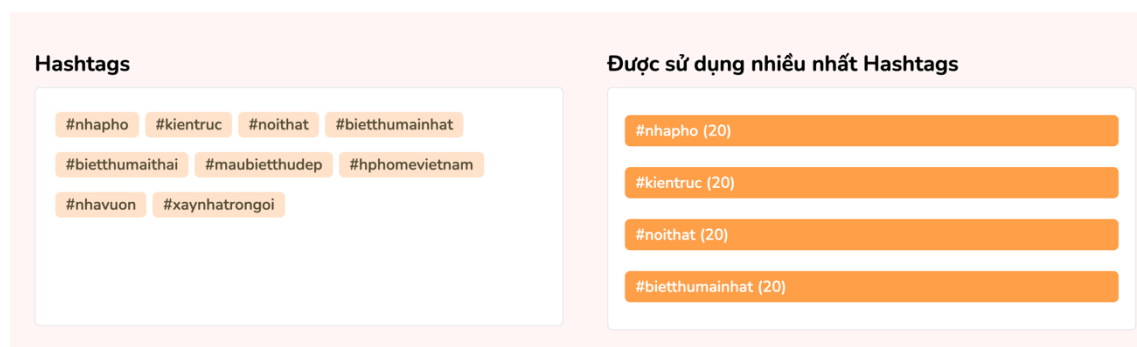 Hashtags
#nhapho #kientruc #noithat #bietthumainhat
#bietthumaithai #maubietthudep #hphomevietnam
#nhavuon #xaynhatrongoi
Được sử dụng nhiều nhất Hashtags
#nhapho (20)
#kientruc (20)
#noithat (20)
#bietthumainhat (20)